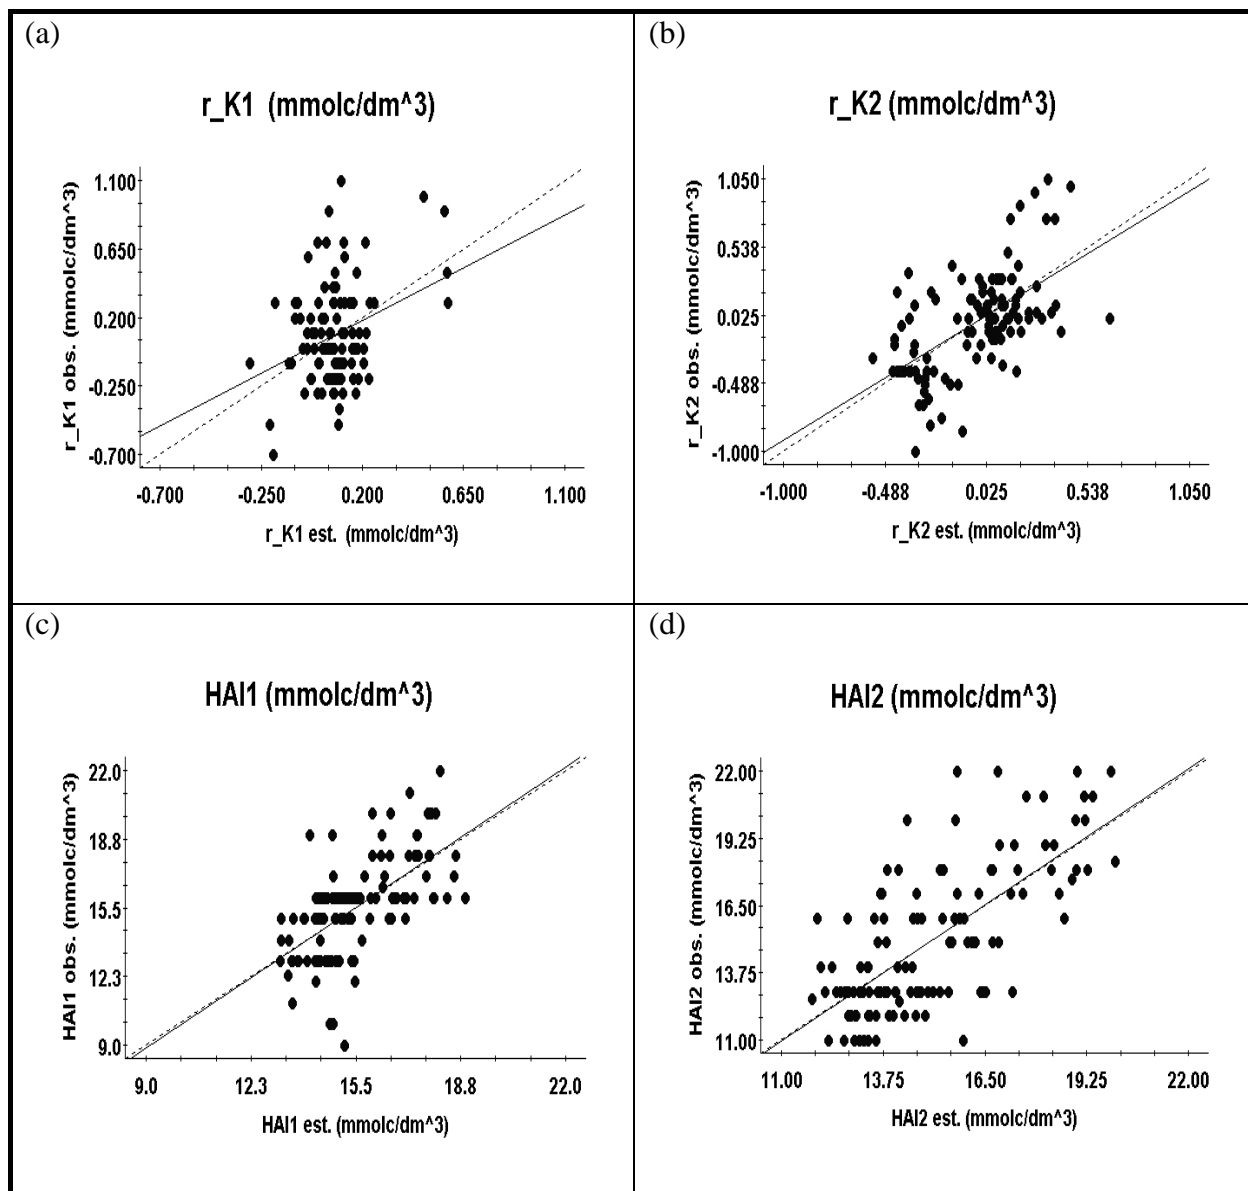 (a)
r_K1 (mmolc/dm^3)
r_K1 obs. (mmolc/dm^3)
1.100
0.650
0.200
-0.250
-0.700
-0.700 -0.250 0.200 0.650 1.100
r_K1 est. (mmolc/dm^3)
(b)
r_K2 (mmolc/dm^3)
r_K2 obs. (mmolc/dm^3)
1.050
0.538
0.025
-0.488
-1.000
-1.000 -0.488 0.025 0.538 1.050
r_K2 est. (mmolc/dm^3)
(c)
HAl1 (mmolc/dm^3)
HAl1 obs. (mmolc/dm^3)
22.0
18.8
15.5
12.3
9.0
9.0 12.3 15.5 18.8 22.0
HAl1 est. (mmolc/dm^3)
(d)
HAl2 (mmolc/dm^3)
HAl2 obs. (mmolc/dm^3)
22.00
19.25
16.50
13.75
11.00
11.00 13.75 16.50 19.25 22.00
HAl2 est. (mmolc/dm^3)